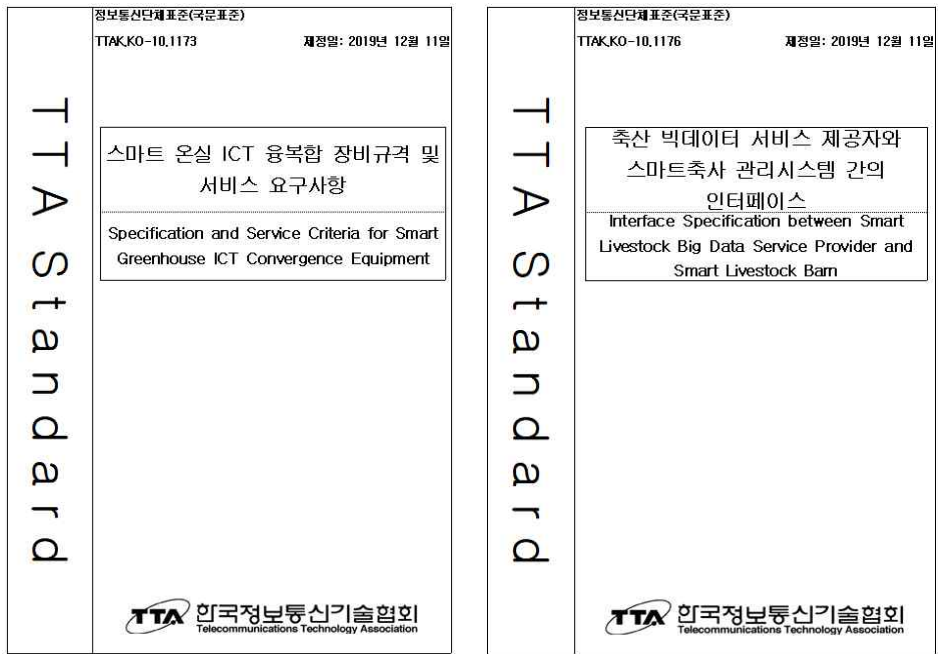 정보통신단체표준(국문표준)
TTAK.KO-10.1173 제정일: 2019년 12월 11일
TTA Standard
스마트 온실 ICT 융복합 장비규격 및
서비스 요구사항
Specification and Service Criteria for Smart
Greenhouse ICT Convergence Equipment
TTA 한국정보통신기술협회
Telecommunications Technology Association
정보통신단체표준(국문표준)
TTAK.KO-10.1176 제정일: 2019년 12월 11일
TTA Standard
축산 빅데이터 서비스 제공자와
스마트축사 관리시스템 간의
인터페이스
Interface Specification between Smart
Livestock Big Data Service Provider and
Smart Livestock Barn
TTA 한국정보통신기술협회
Telecommunications Technology Association